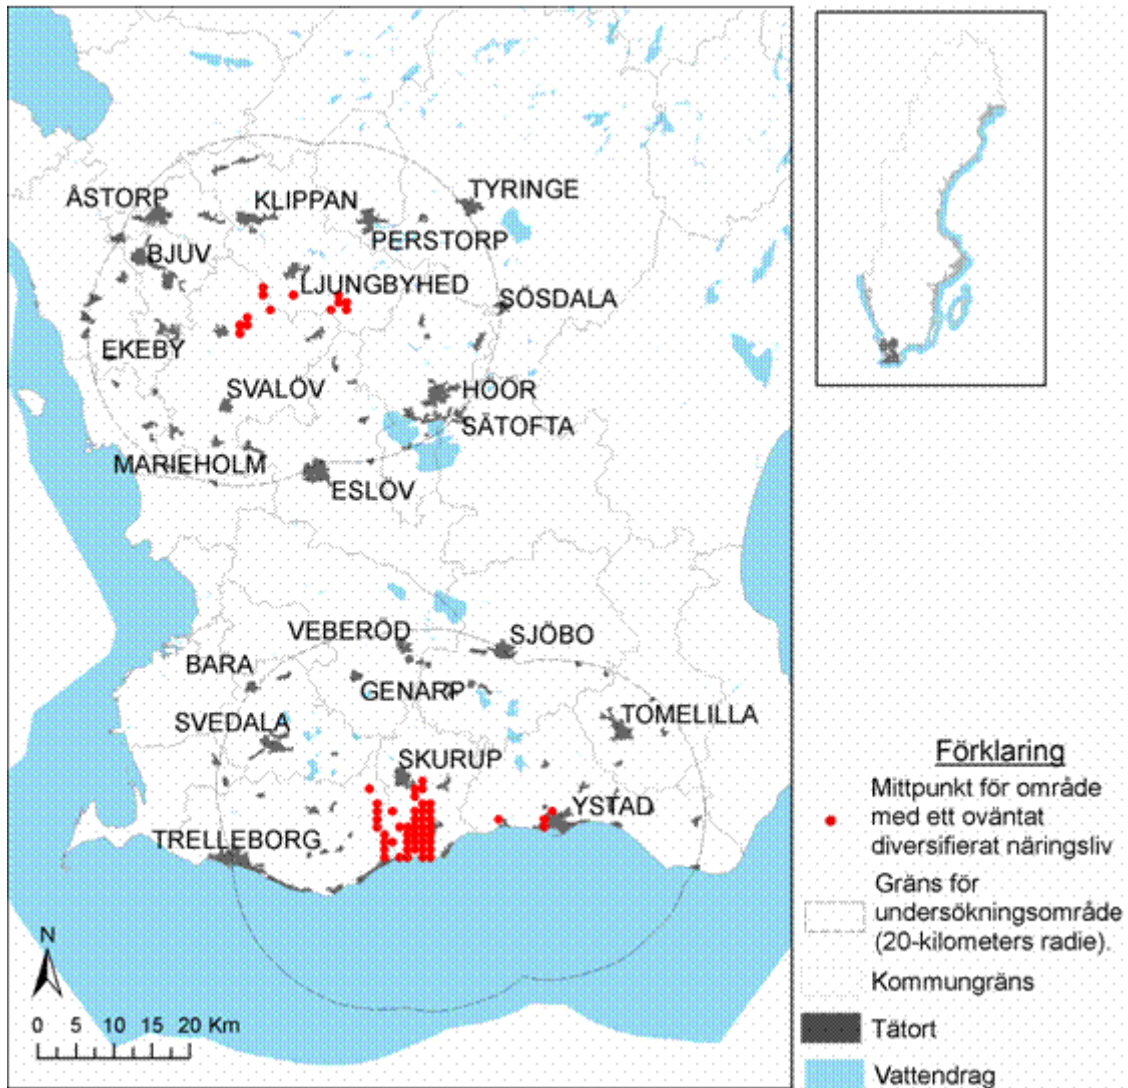 ÅSTORP
KLIPPAN
TYRINGE
PERSTORP
BJUV
LJUNGBYHED
SÖSDALA
EKEBY
SVALÖV
HÖÖR
SÄTOFTA
MARIEHOLM
ESLÖV
VEBERÖD
SJÖBO
BARA
GENARP
SVEDALA
TOMELILLA
SKURUP
YSTAD
TRELLEBORG
N
0 5 10 15 20 Km
Förklaring
Mittpunkt för område
med ett oväntat
diversifierat näringsliv
Gräns för
undersökningsområde
(20-kilometers radie).
Kommungräns
Tätort
Vattendrag